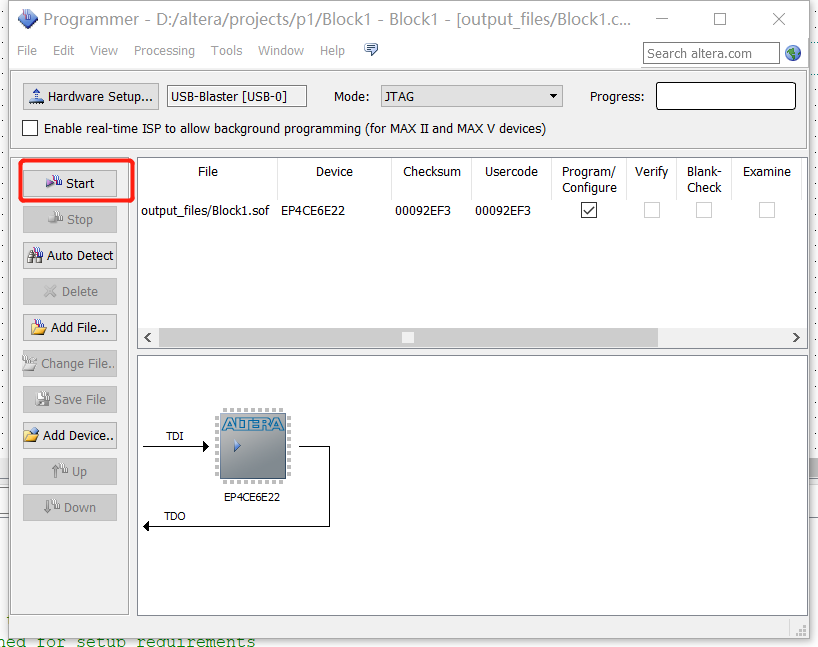 Programmer - D:/altera/projects/p1/Block1 - Block1 - [output_files/Block1.c...
File Edit View Processing Tools Window Help
Search altera.com
Hardware Setup... USB-Blaster [USB-0] Mode: JTAG Progress:
Enable real-time ISP to allow background programming (for MAX II and MAX V devices)
Start
Stop
Auto Detect
Delete
Add File...
Change File..
Save File
Add Device..
Up
Down
File Device Checksum Usercode Program/ Verify Blank- Examine
Configure Check
output_files/Block1.sof EP4CE6E22 00092EF3 00092EF3
ALTERA
TDI
EP4CE6E22
TDO
for setup requirements